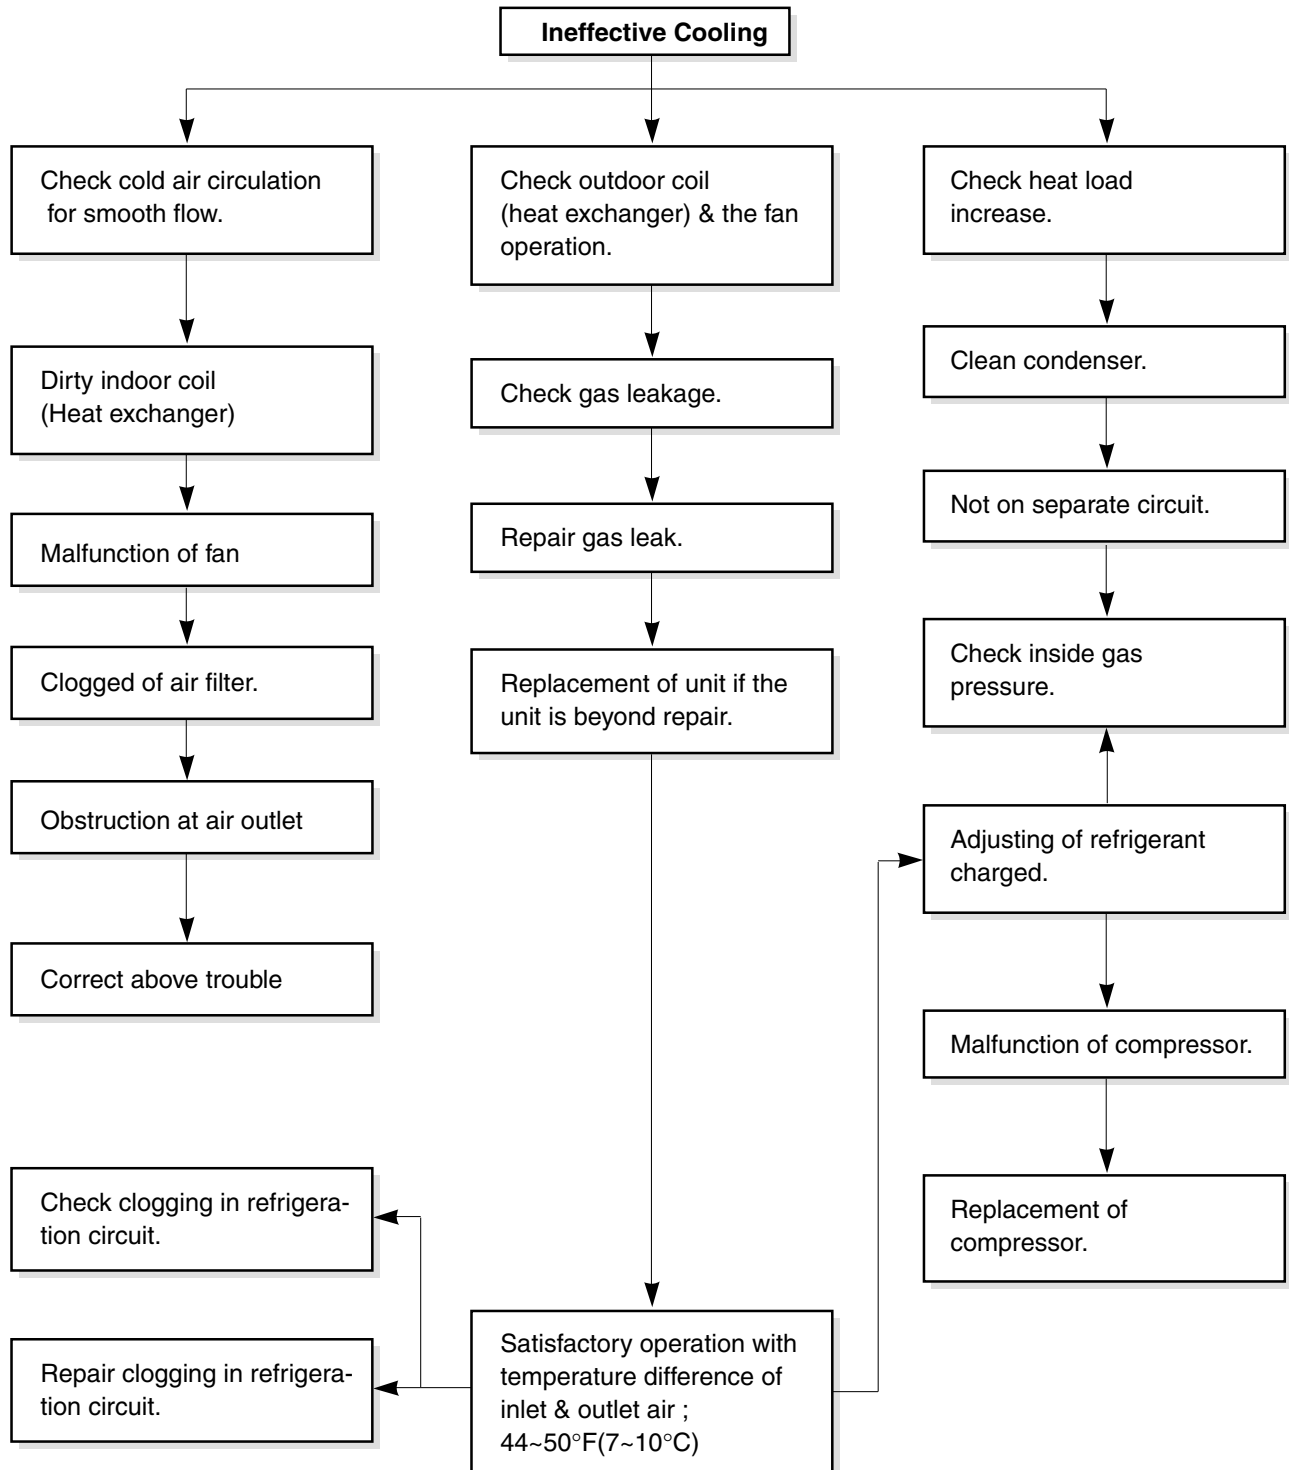 Ineffective Cooling
Check cold air circulation
for smooth flow.
Dirty indoor coil
(Heat exchanger)
Malfunction of fan
Clogged of air filter.
Obstruction at air outlet
Correct above trouble
Check outdoor coil
(heat exchanger) & the fan
operation.
Check gas leakage.
Repair gas leak.
Replacement of unit if the
unit is beyond repair.
Check heat load
increase.
Clean condenser.
Not on separate circuit.
Check inside gas
pressure.
Adjusting of refrigerant
charged.
Malfunction of compressor.
Replacement of
compressor.
Check clogging in refrigera-
tion circuit.
Repair clogging in refrigera-
tion circuit.
Satisfactory operation with
temperature difference of
inlet & outlet air ;
44~50°F(7~10°C)